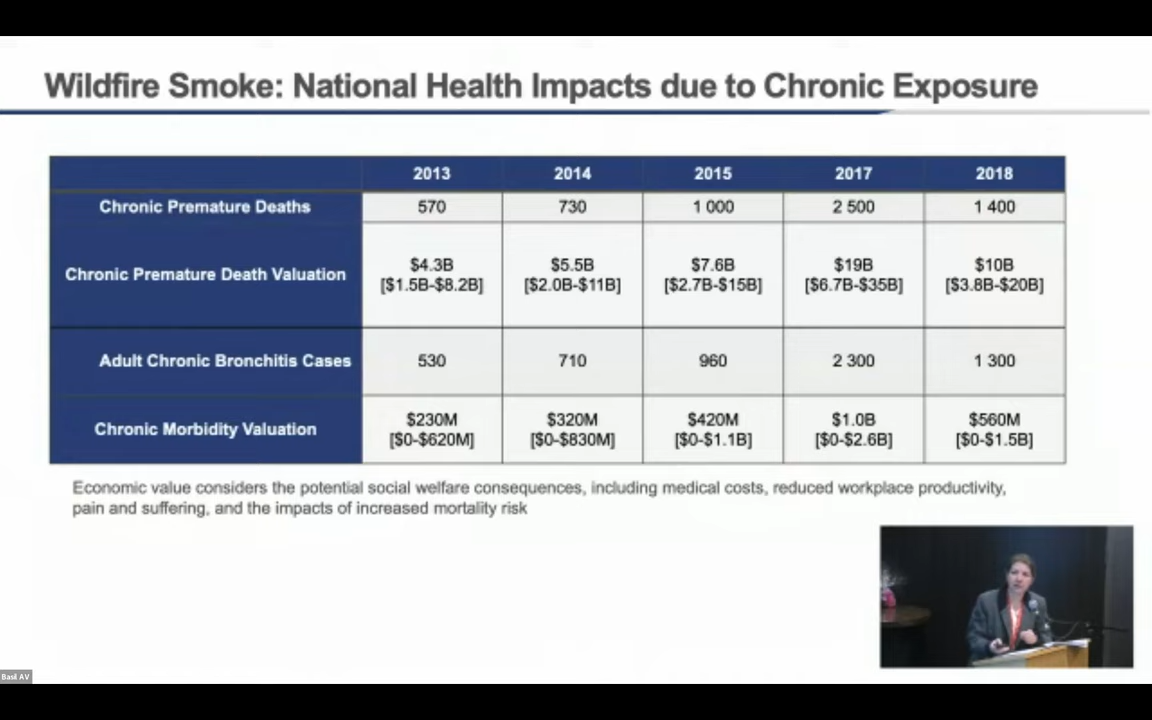 Wildfire Smoke: National Health Impacts due to Chronic Exposure
2013 2014 2015 2017 2018
Chronic Premature Deaths 570 730 1 000 2 500 1 400
Chronic Premature Death Valuation $4.3B $5.5B $7.6B $19B $10B
[$1.5B-$8.2B] [$2.0B-$11B] [$2.7B-$15B] [$6.7B-$35B] [$3.8B-$20B]
Adult Chronic Bronchitis Cases 530 710 960 2 300 1 300
Chronic Morbidity Valuation $230M $320M $420M $1.0B $560M
[$0-$620M] [$0-$830M] [$0-$1.1B] [$0-$2.6B] [$0-$1.5B]
Economic value considers the potential social welfare consequences, including medical costs, reduced workplace productivity,
pain and suffering, and the impacts of increased mortality risk
Basil AV